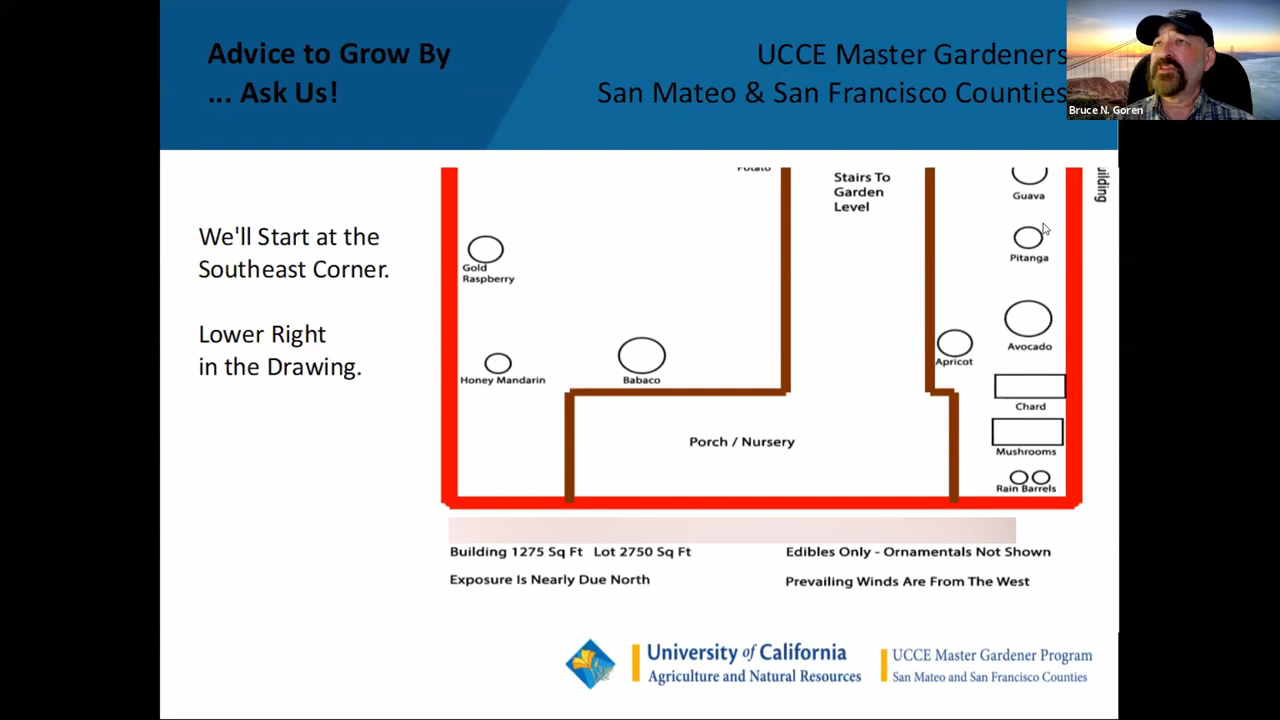 Advice to Grow By
... Ask Us!
UCCE Master Gardeners
San Mateo & San Francisco Counties
Bruce N. Goren
We'll Start at the
Southeast Corner.
Lower Right
in the Drawing.
Potato
Stairs To
Garden
Level
Guava
Pitanga
Gold
Raspberry
Avocado
Apricot
Honey Mandarin
Babaco
Chard
Porch / Nursery
Mushrooms
Rain Barrels
Building 1275 Sq Ft Lot 2750 Sq Ft
Edibles Only - Ornamentals Not Shown
Exposure Is Nearly Due North
Prevailing Winds Are From The West
University of California
Agriculture and Natural Resources
UCCE Master Gardener Program
San Mateo and San Francisco Counties